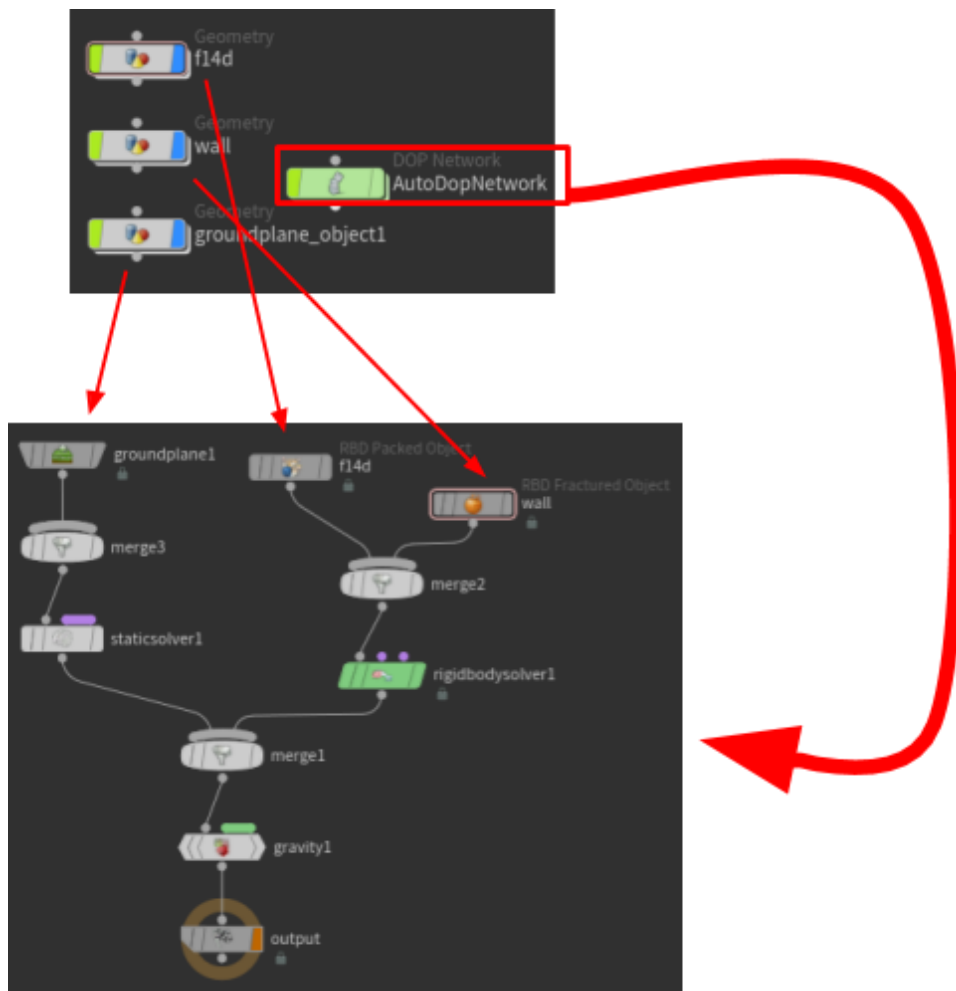 Geometry
f14d
Geometry
wall
DOP Network
AutoDopNetwork
Geometry
groundplane_object1
groundplane1
RBD Packed Object
f14d
RBD Fractured Object
wall
merge3
merge2
staticsolver1
rigidbodysolver1
merge1
gravity1
output